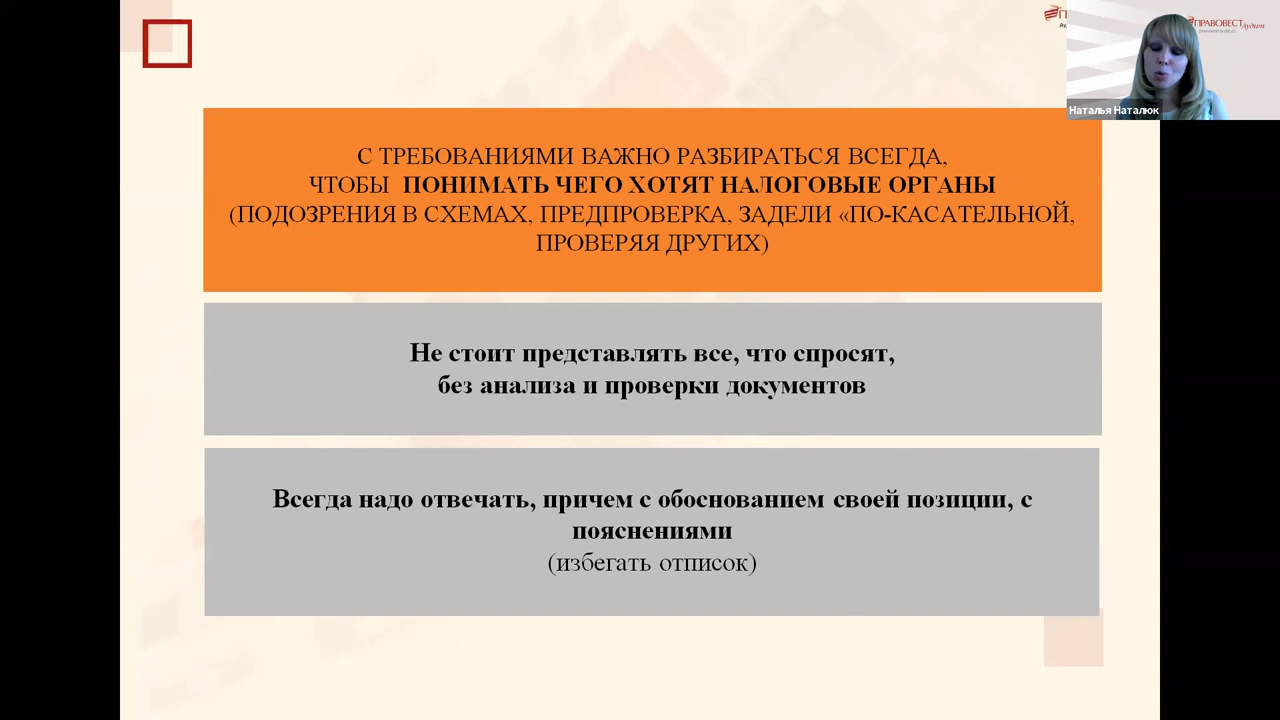 С ТРЕБОВАНИЯМИ ВАЖНО РАЗБИРАТЬСЯ ВСЕГДА,
ЧТОБЫ ПОНИМАТЬ ЧЕГО ХОТЯТ НАЛОГОВЫЕ ОРГАНЫ
(ПОДОЗРЕНИЯ В СХЕМАХ, ПРЕДПРОВЕРКА, ЗАДЕЛИ «ПО-КАСАТЕЛЬНОЙ,
ПРОВЕРЯЯ ДРУГИХ)
Не стоит представлять все, что спросят,
без анализа и проверки документов
Всегда надо отвечать, причем с обоснованием своей позиции, с
пояснениями
(избегать отписок)
ПРАВОВЕСТ Аудит
Наталья Наталюк